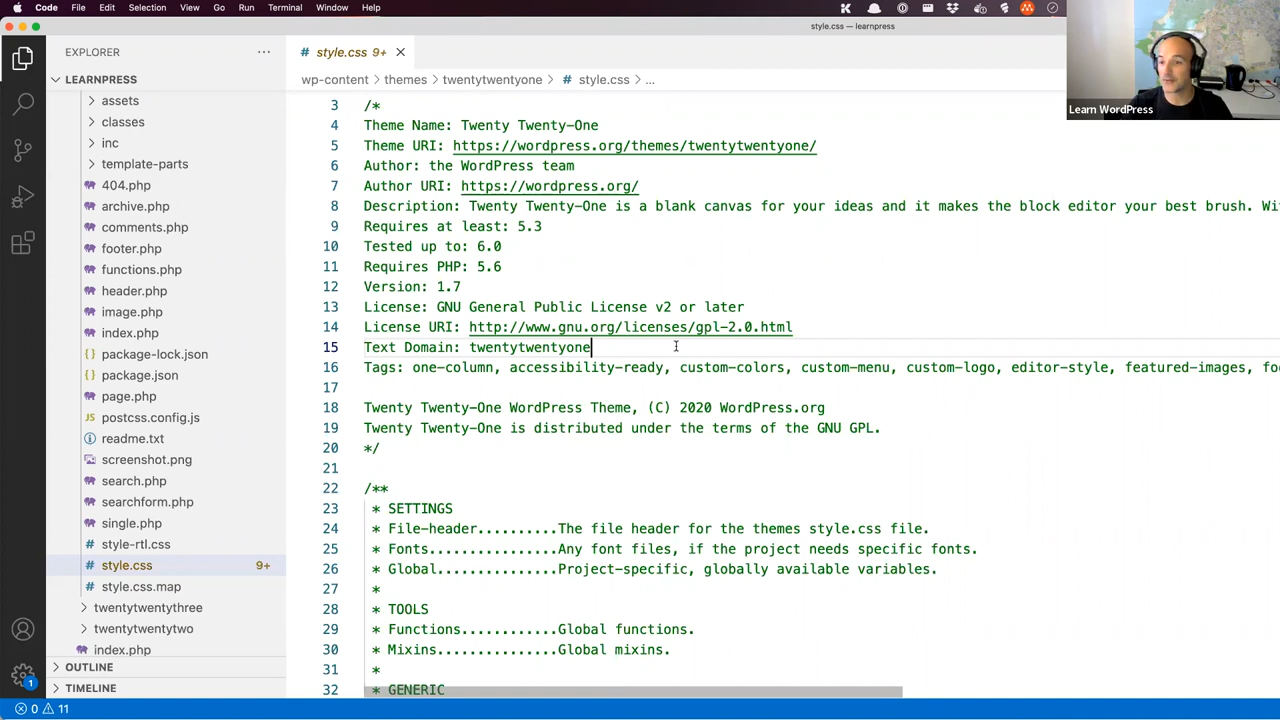 Code File Edit Selection View Go Run Terminal Window Help
style.css — learnpress
EXPLORER
# style.css 9+
LEARNPRESS
wp-content > themes > twentytwentyone > # style.css > ...
assets
classes
inc
template-parts
404.php
archive.php
comments.php
footer.php
functions.php
header.php
image.php
index.php
package-lock.json
package.json
page.php
postcss.config.js
readme.txt
screenshot.png
search.php
searchform.php
single.php
# style-rtl.css
# style.css 9+
# style.css.map
twentytwentythree
twentytwentytwo
index.php
OUTLINE
TIMELINE
3 /*
4 Theme Name: Twenty Twenty-One
5 Theme URI: https://wordpress.org/themes/twentytwentyone/
6 Author: the WordPress team
7 Author URI: https://wordpress.org/
8 Description: Twenty Twenty-One is a blank canvas for your ideas and it makes the block editor your best brush. Wi
9 Requires at least: 5.3
10 Tested up to: 6.0
11 Requires PHP: 5.6
12 Version: 1.7
13 License: GNU General Public License v2 or later
14 License URI: http://www.gnu.org/licenses/gpl-2.0.html
15 Text Domain: twentytwentyone
16 Tags: one-column, accessibility-ready, custom-colors, custom-menu, custom-logo, editor-style, featured-images, fo
17
18 Twenty Twenty-One WordPress Theme, (C) 2020 WordPress.org
19 Twenty Twenty-One is distributed under the terms of the GNU GPL.
20 */
21
22 /**
23 * SETTINGS
24 * File-header..........The file header for the themes style.css file.
25 * Fonts................Any font files, if the project needs specific fonts.
26 * Global...............Project-specific, globally available variables.
27 *
28 * TOOLS
29 * Functions............Global functions.
30 * Mixins...............Global mixins.
31 *
32 * GENERIC
Learn WordPress
1
0 11